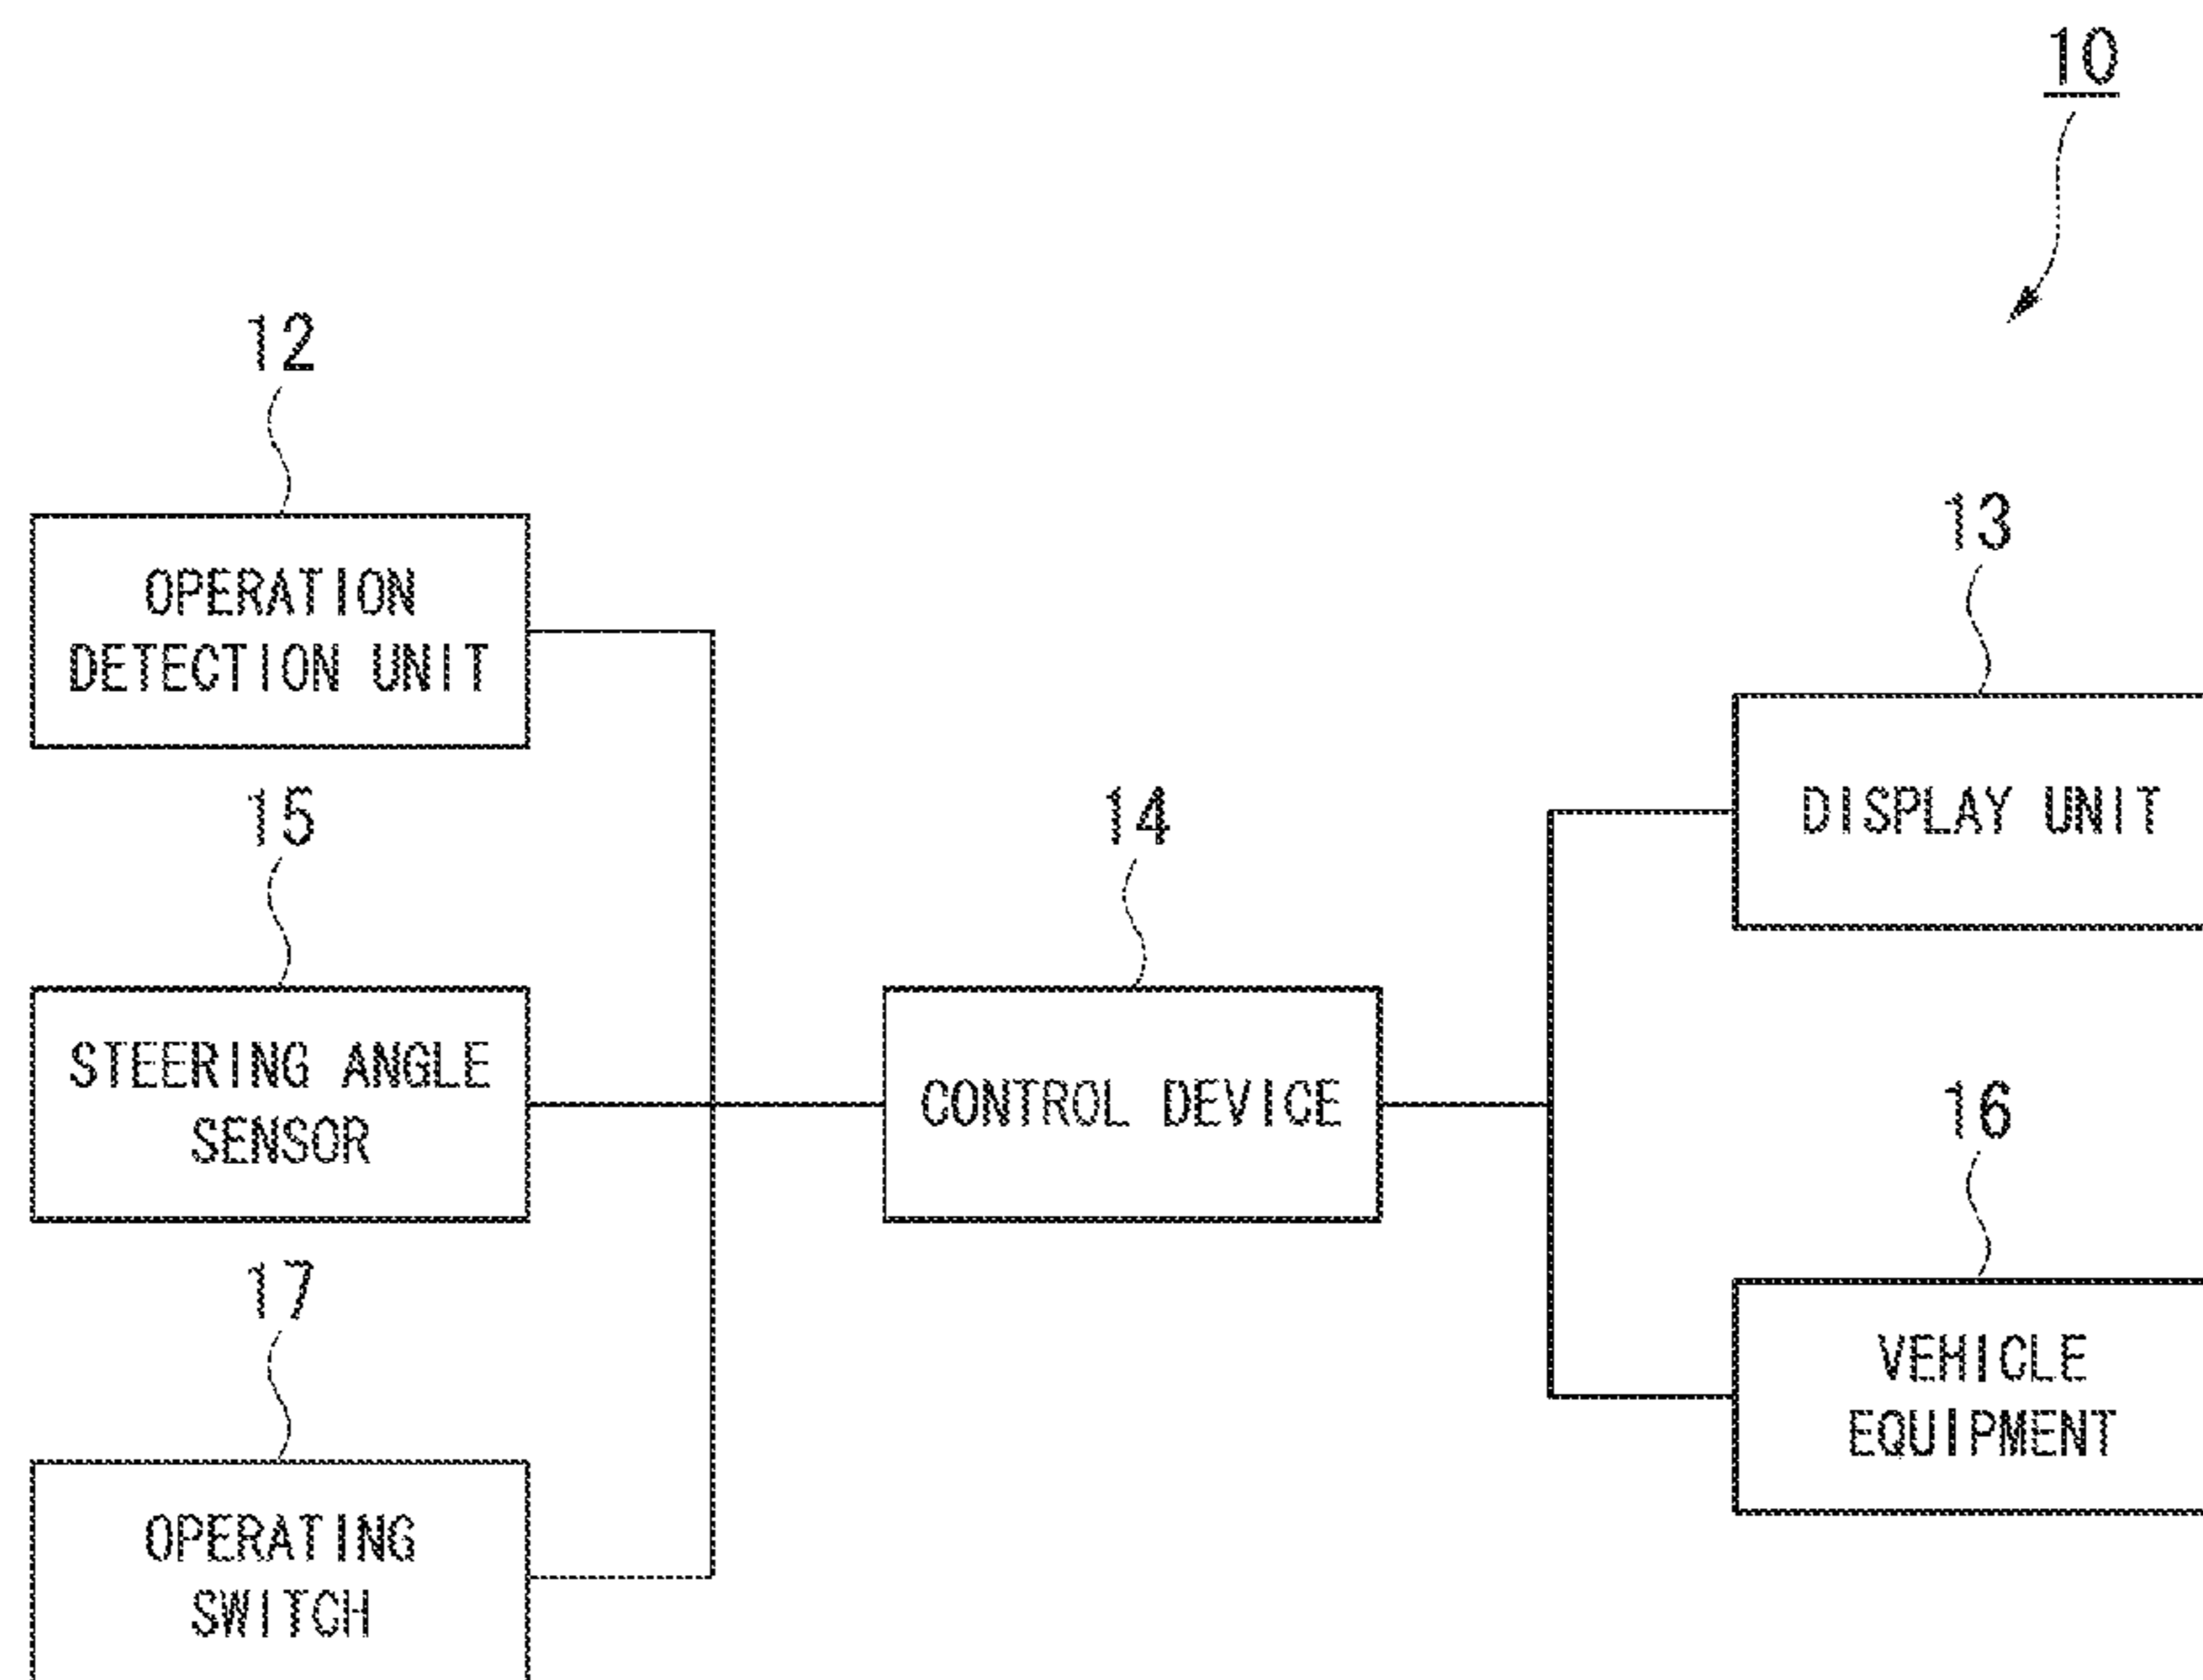 10
12
OPERATION
DETECTION UNIT
13
DISPLAY UNIT
15
STEERING ANGLE
SENSOR
14
CONTROL DEVICE
16
VEHICLE
EQUIPMENT
17
OPERATING
SWITCH